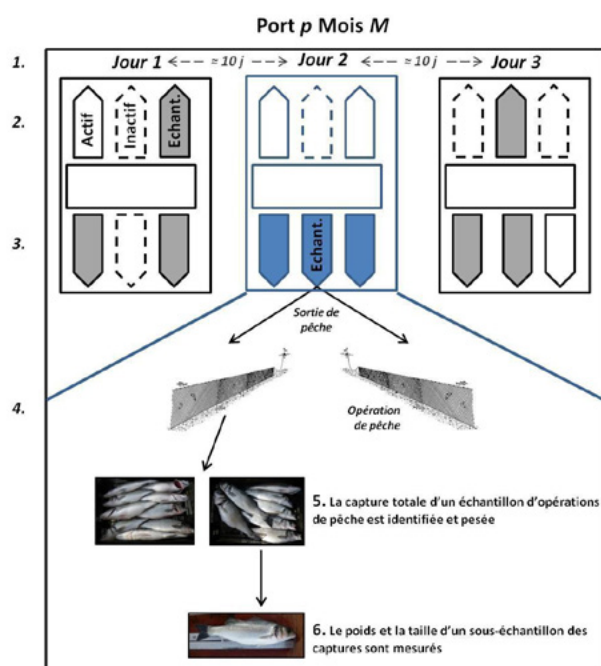 Port p Mois M
1.
Jour 1
≈ 10 j
Jour 2
≈ 10 j
Jour 3
2.
Actif
Inactif
Echant.
3.
Echant.
Sortie de
pêche
4.
Opération
de pêche
5. La capture totale d'un échantillon d'opérations
de pêche est identifiée et pesée
6. Le poids et la taille d'un sous-échantillon des
captures sont mesurés